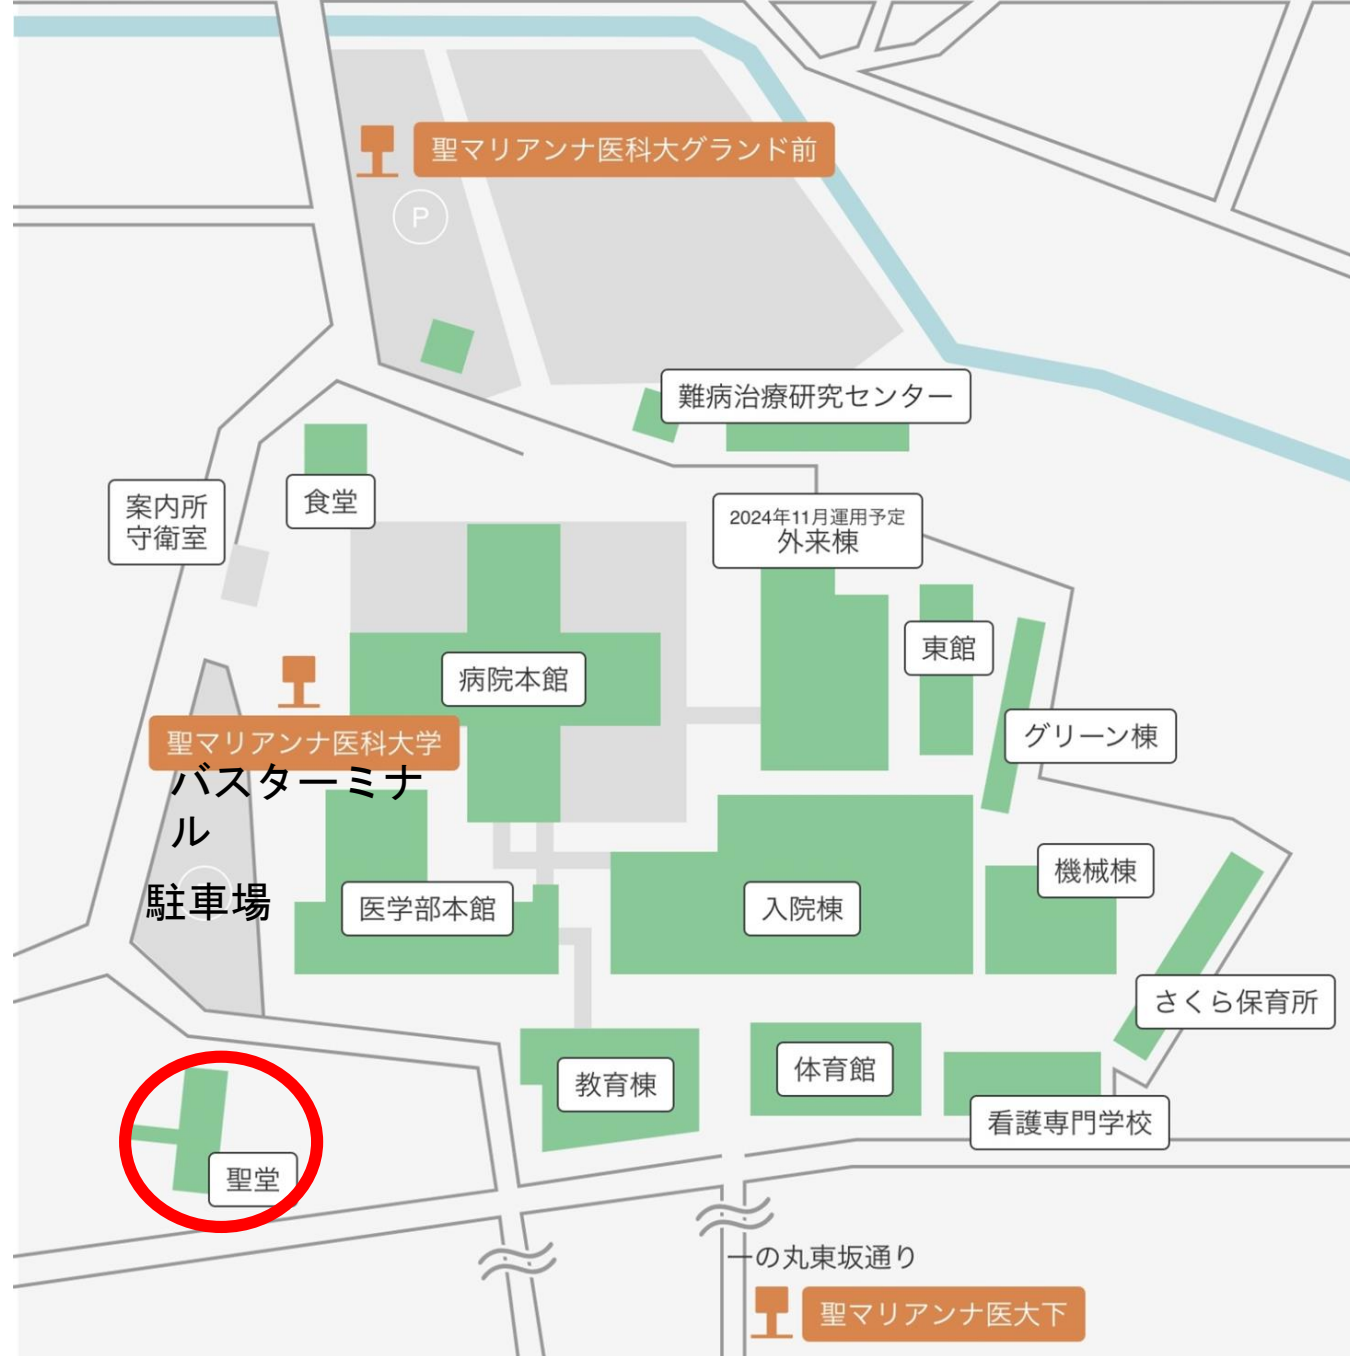 聖マリアンナ医科大グランド前
P
難病治療研究センター
案内所
守衛室
食堂
2024年11月運用予定
外来棟
東館
病院本館
グリーン棟
聖マリアンナ医科大学
バスターミナ
ル
駐車場
医学部本館
入院棟
機械棟
さくら保育所
教育棟
体育館
看護専門学校
聖堂
一の丸東坂通り
聖マリアンナ医大下